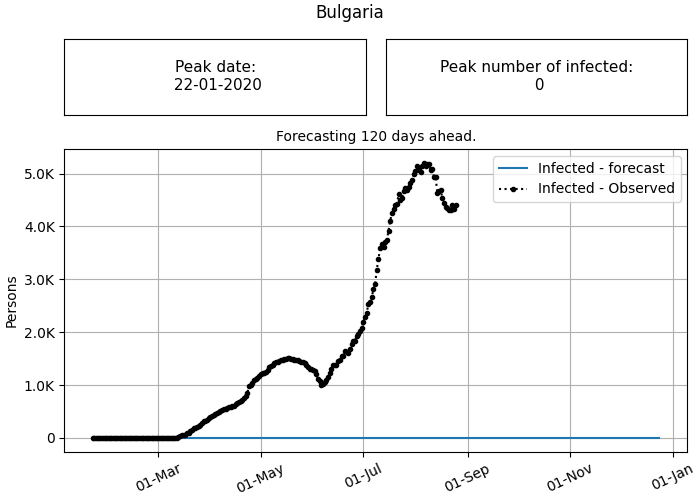 Bulgaria
Peak date:
22-01-2020
Peak number of infected:
0
Forecasting 120 days ahead.
Infected - forecast
Infected - Observed
5.0K
4.0K
3.0K
2.0K
1.0K
0
Persons
01-Mar
01-May
01-Jul
01-Sep
01-Nov
01-Jan